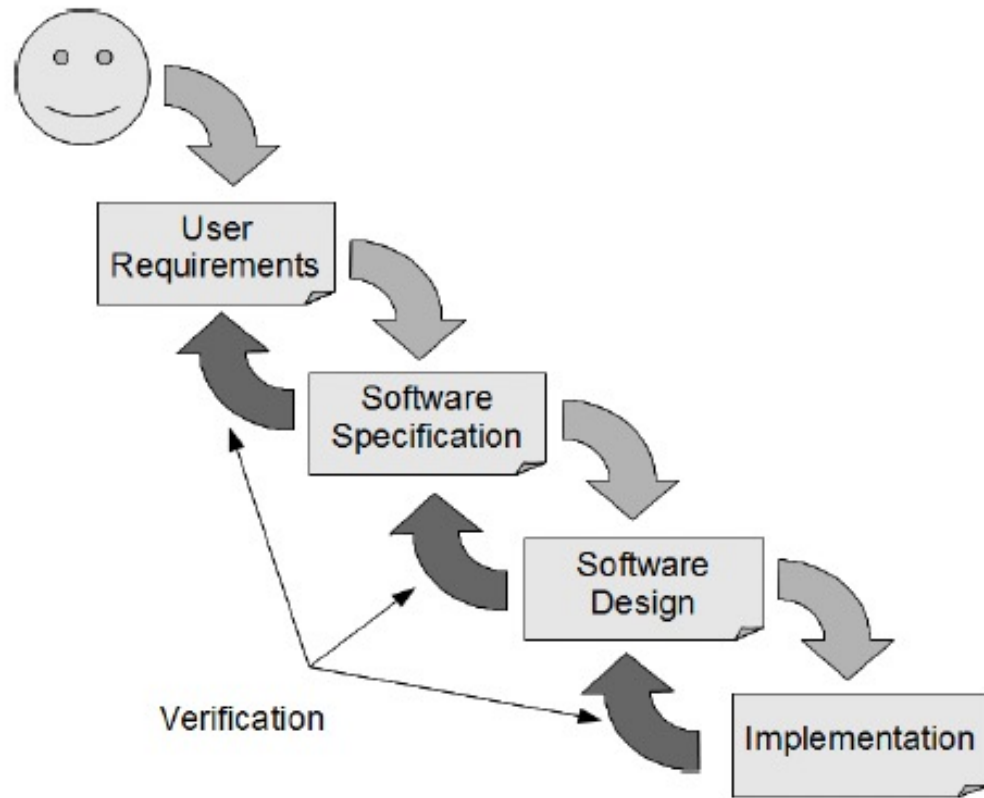 User
Requirements
Software
Specification
Software
Design
Implementation
Verification